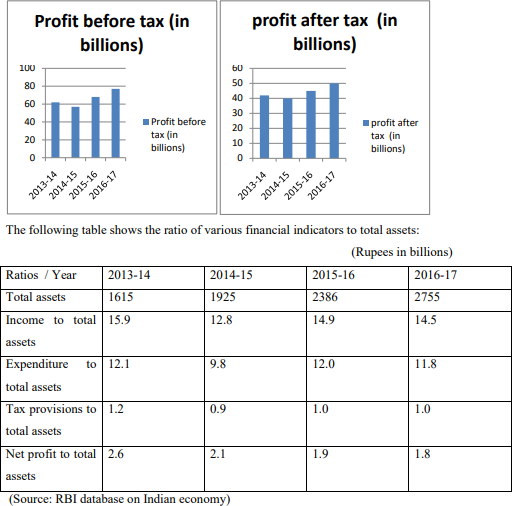 Profit before tax (in
billions)
100
80
60
40
20
0
2013-14
2014-15
2015-16
2016-17
Profit before
tax (in
billions)
profit after tax (in
billions)
60
50
40
30
20
10
0
2013-14
2014-15
2015-16
2016-17
profit after
tax (in
billions)
The following table shows the ratio of various financial indicators to total assets:
(Rupees in billions)
Ratios / Year 2013-14 2014-15 2015-16 2016-17
Total assets 1615 1925 2386 2755
Income to total 15.9 12.8 14.9 14.5
assets
Expenditure to 12.1 9.8 12.0 11.8
total assets
Tax provisions to 1.2 0.9 1.0 1.0
total assets
Net profit to total 2.6 2.1 1.9 1.8
assets
(Source: RBI database on Indian economy)